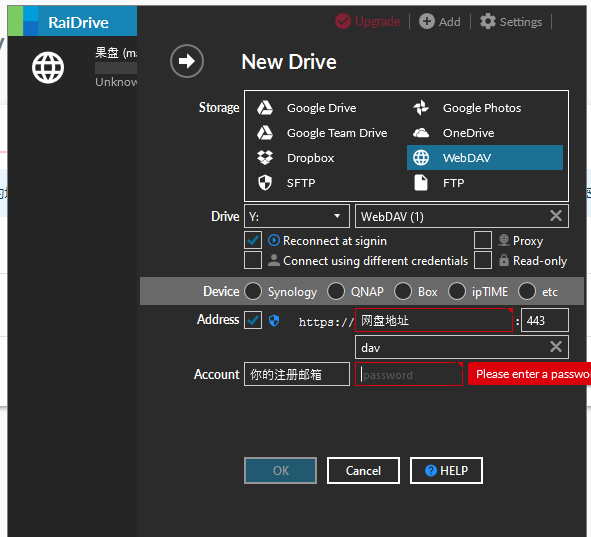 RaiDrive
Upgrade Add Settings
果盘 (ma
Unknow
New Drive
Storage
Google Drive Google Photos
Google Team Drive OneDrive
Dropbox WebDAV
SFTP FTP
Drive Y: WebDAV (1)
Reconnect at signin Proxy
Connect using different credentials Read-only
Device Synology QNAP Box ipTIME etc
Address https:// 网盘地址 : 443
dav
Account 你的注册邮箱 password Please enter a passwo
OK Cancel HELP